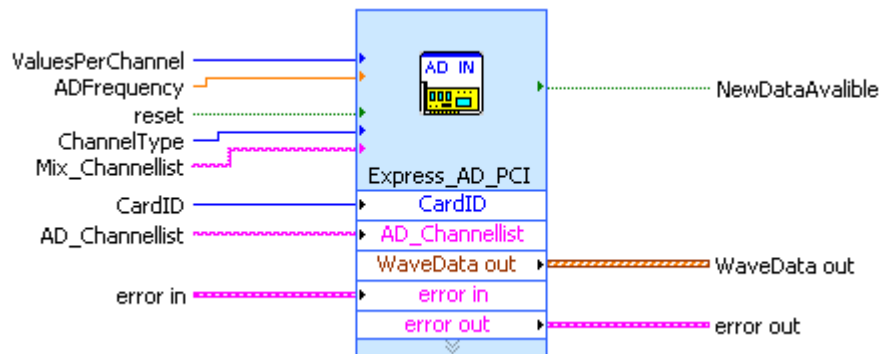 ValuesPerChannel
ADFrequency
reset
ChannelType
Mix_Channellist
CardID
AD_Channellist
error in
AD IN
Express_AD_PCI
CardID
AD_Channellist
WaveData out
error in
error out
NewDataAvalible
WaveData out
error out